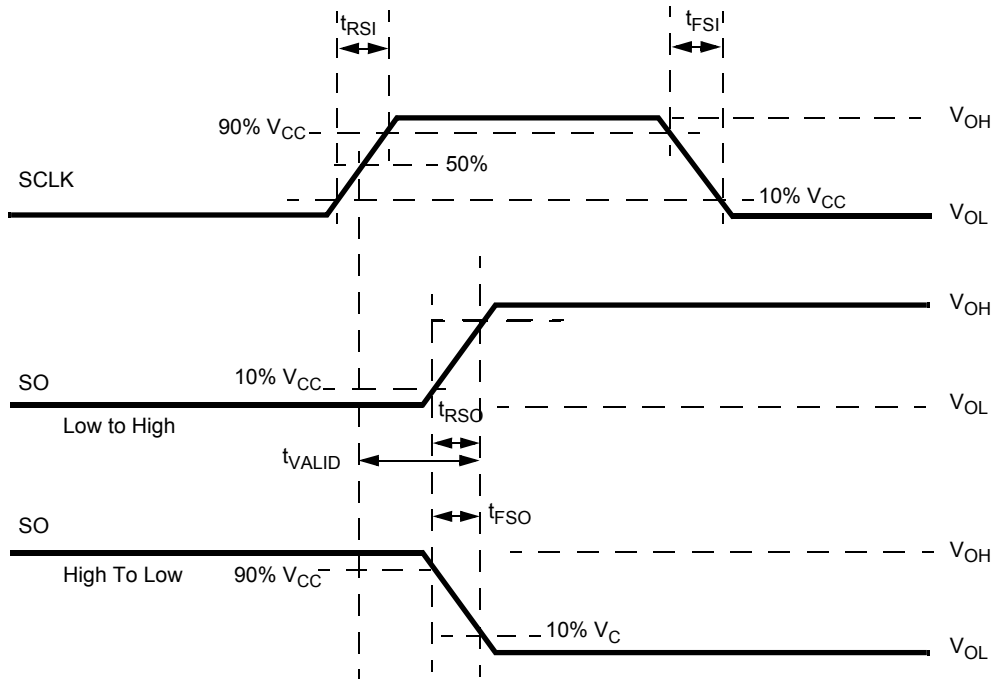 tRSI
tFSI
90% VCC
VOH
50%
SCLK
10% VCC
VOL
VOH
SO
10% VCC
tRSO
VOL
Low to High
tVALID
SO
tFSO
VOH
High To Low
90% VCC
10% VC
VOL